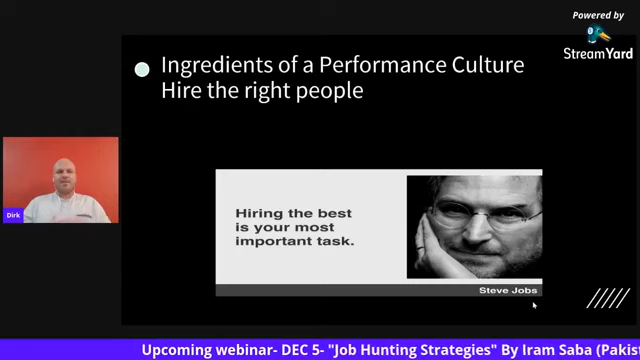 Powered by
StreamYard
Ingredients of a Performance Culture
Hire the right people
Hiring the best
is your most
important task.
Steve Jobs
Dirk
Upcoming webinar- DEC 5- "Job Hunting Strategies" By Iram Saba (Pakist